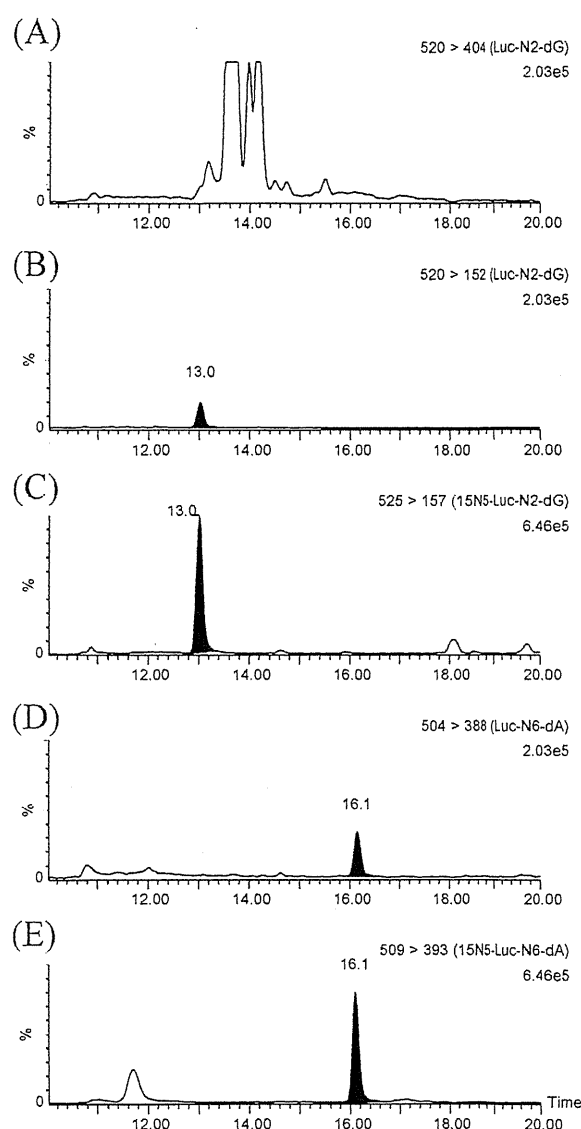 (A)
520 > 404 (Luc-N2-dG)
2.03e5
%
0
12.00 14.00 16.00 18.00 20.00
(B)
520 > 152 (Luc-N2-dG)
2.03e5
%
13.0
0
12.00 14.00 16.00 18.00 20.00
(C)
525 > 157 (15N5-Luc-N2-dG)
13.0
6.46e5
%
0
12.00 14.00 16.00 18.00 20.00
(D)
504 > 388 (Luc-N6-dA)
2.03e5
16.1
%
0
12.00 14.00 16.00 18.00 20.00
(E)
509 > 393 (15N5-Luc-N6-dA)
16.1
6.46e5
%
0
Time
12.00 14.00 16.00 18.00 20.00